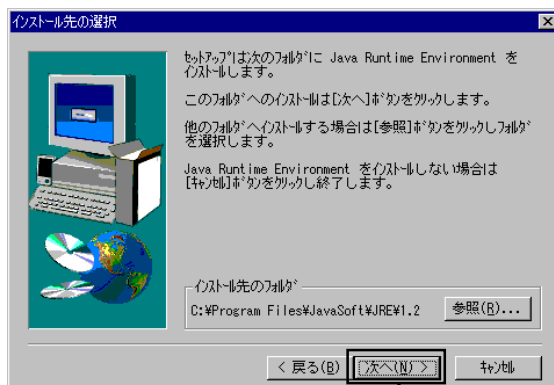 インストール先の選択
ｾｯﾄｱｯﾌﾟは次のﾌｫﾙﾀﾞに Java Runtime Environment を
ｲﾝｽﾄｰﾙします。
このﾌｫﾙﾀﾞへのｲﾝｽﾄｰﾙは[次へ]ﾎﾞﾀﾝをｸﾘｯｸします。
他のﾌｫﾙﾀﾞへｲﾝｽﾄｰﾙする場合は[参照]ﾎﾞﾀﾝをｸﾘｯｸしﾌｫﾙﾀﾞ
を選択します。
Java Runtime Environment をｲﾝｽﾄｰﾙしない場合は
[ｷｬﾝｾﾙ]ﾎﾞﾀﾝをｸﾘｯｸし終了します。
ｲﾝｽﾄｰﾙ先のﾌｫﾙﾀﾞ
C:¥Program Files¥JavaSoft¥JRE¥1.2
参照(R)...
< 戻る(B)
次へ(N) >
ｷｬﾝｾﾙ